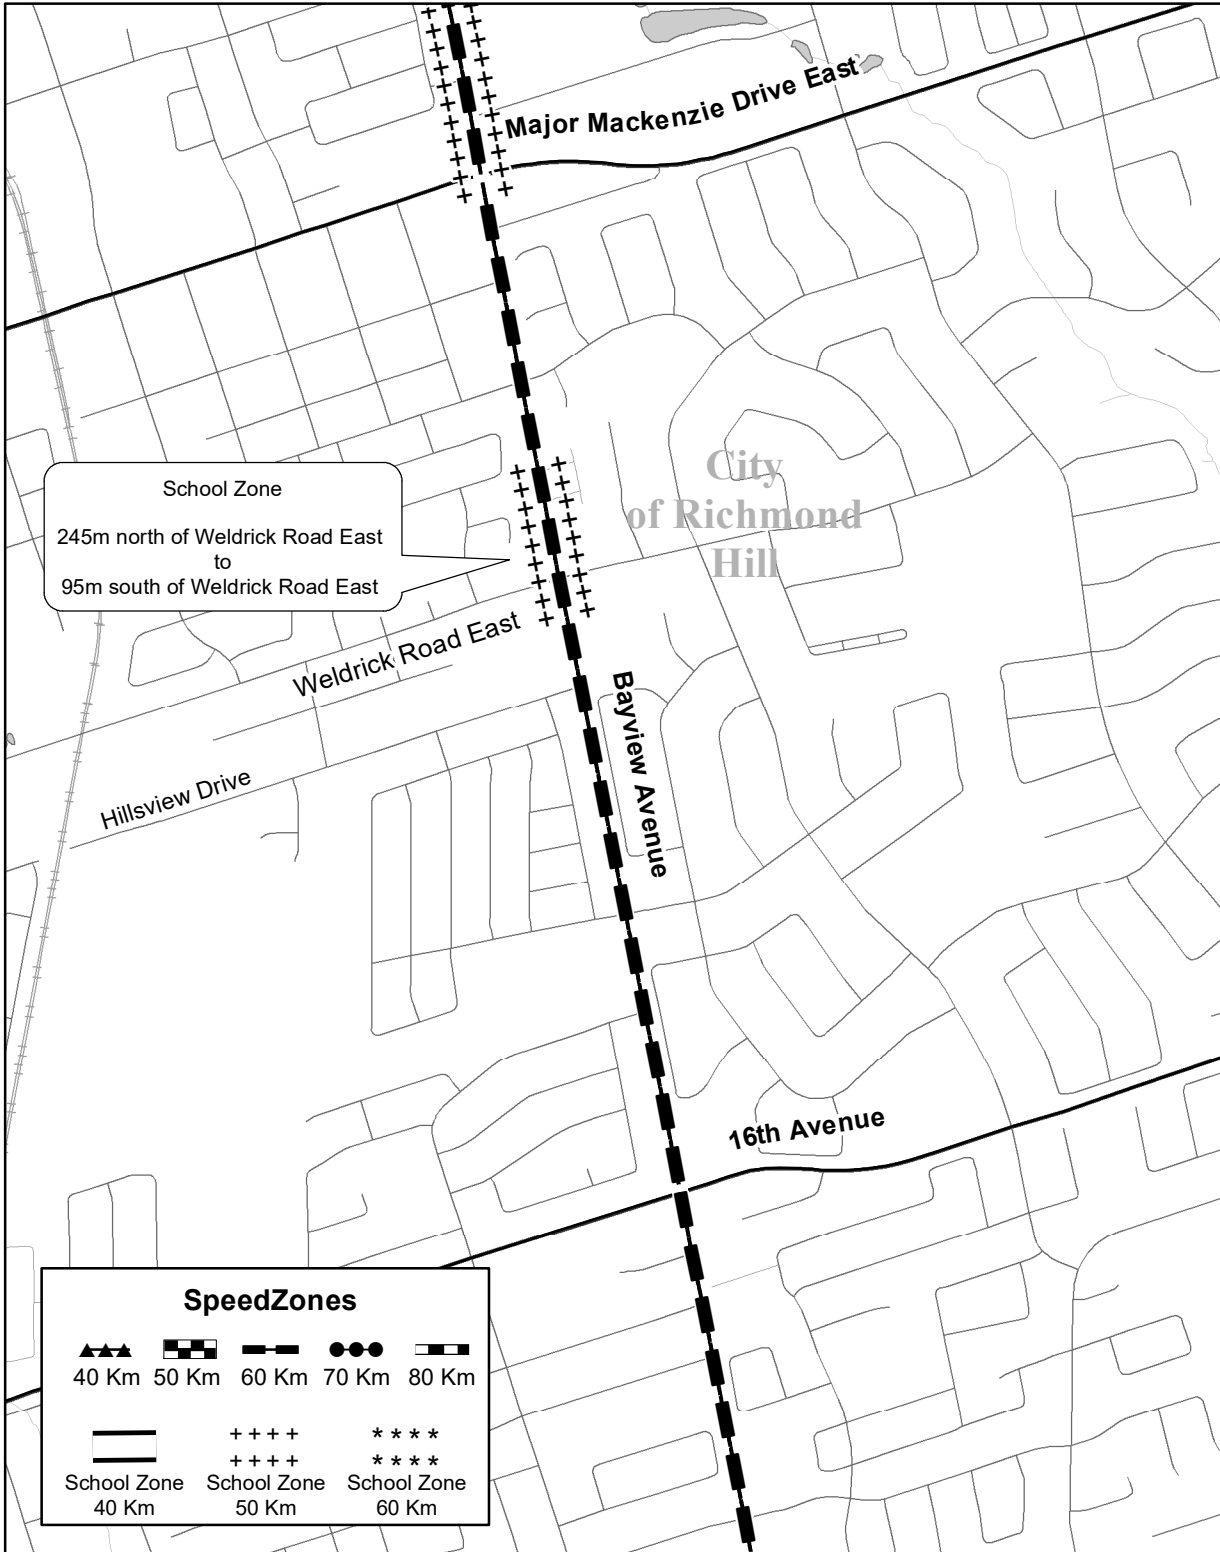 Major Mackenzie Drive East
City
of Richmond
Hill
School Zone
245m north of Weldrick Road East
to
95m south of Weldrick Road East
Weldrick Road East
Bayview Avenue
Hillsview Drive
16th Avenue
SpeedZones
40 Km 50 Km 60 Km 70 Km 80 Km
School Zone School Zone School Zone
40 Km 50 Km 60 Km